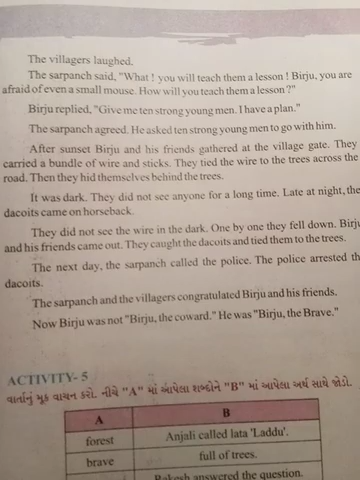 The villagers laughed.
The sarpanch said, "What ! you will teach them a lesson ! Birju, you are
afraid of even a small mouse. How will you teach them a lesson ?"
Birju replied, "Give me ten strong young men. I have a plan."
The sarpanch agreed. He asked ten strong young men to go with him.
After sunset Birju and his friends gathered at the village gate. They
carried a bundle of wire and sticks. They tied the wire to the trees across the
road. Then they hid themselves behind the trees.
It was dark. They did not see anyone for a long time. Late at night, the
dacoits came on horseback.
They did not see the wire in the dark. One by one they fell down. Birju
and his friends came out. They caught the dacoits and tied them to the trees.
The next day, the sarpanch called the police. The police arrested th
dacoits.
The sarpanch and the villagers congratulated Birju and his friends.
Now Birju was not "Birju, the coward." He was "Birju, the Brave."
ACTIVITY- 5
વાર્તાનું મૂક વાચન કરો. નીચે "A" માં આપેલા શબ્દોને "B" માં આપેલા અર્થ સાથે જોડો.
A B
forest Anjali called lata 'Laddu'.
brave full of trees.
Rakesh answered the question.